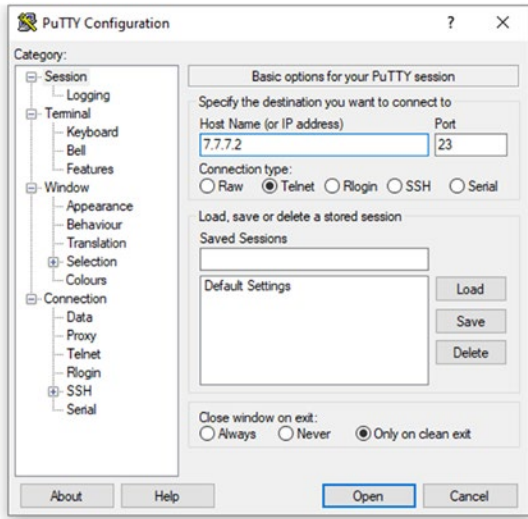 PuTTY Configuration ? ×
Category:
Session
Logging
Terminal
Keyboard
Bell
Features
Window
Appearance
Behaviour
Translation
Selection
Colours
Connection
Data
Proxy
Telnet
Rlogin
SSH
Serial
Basic options for your PuTTY session
Specify the destination you want to connect to
Host Name (or IP address) Port
7.7.7.2 23
Connection type:
Raw Telnet Rlogin SSH Serial
Load, save or delete a stored session
Saved Sessions
Default Settings
Load
Save
Delete
Close window on exit:
Always Never Only on clean exit
About Help Open Cancel